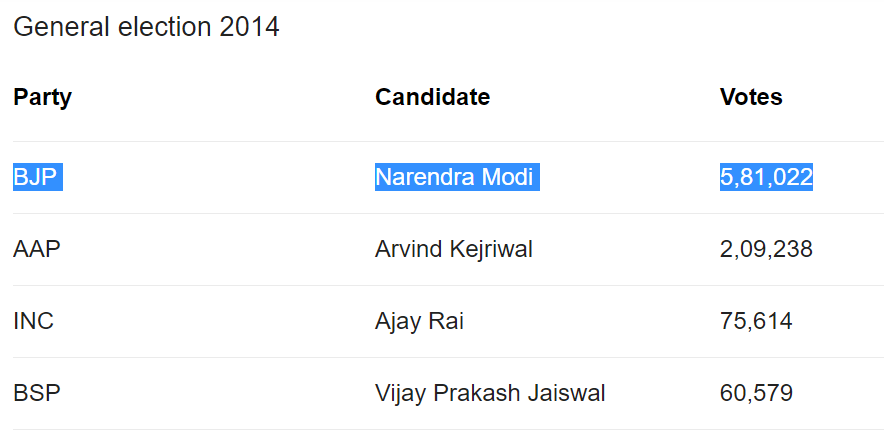 General election 2014
Party Candidate Votes
BJP Narendra Modi 5,81,022
AAP Arvind Kejriwal 2,09,238
INC Ajay Rai 75,614
BSP Vijay Prakash Jaiswal 60,579